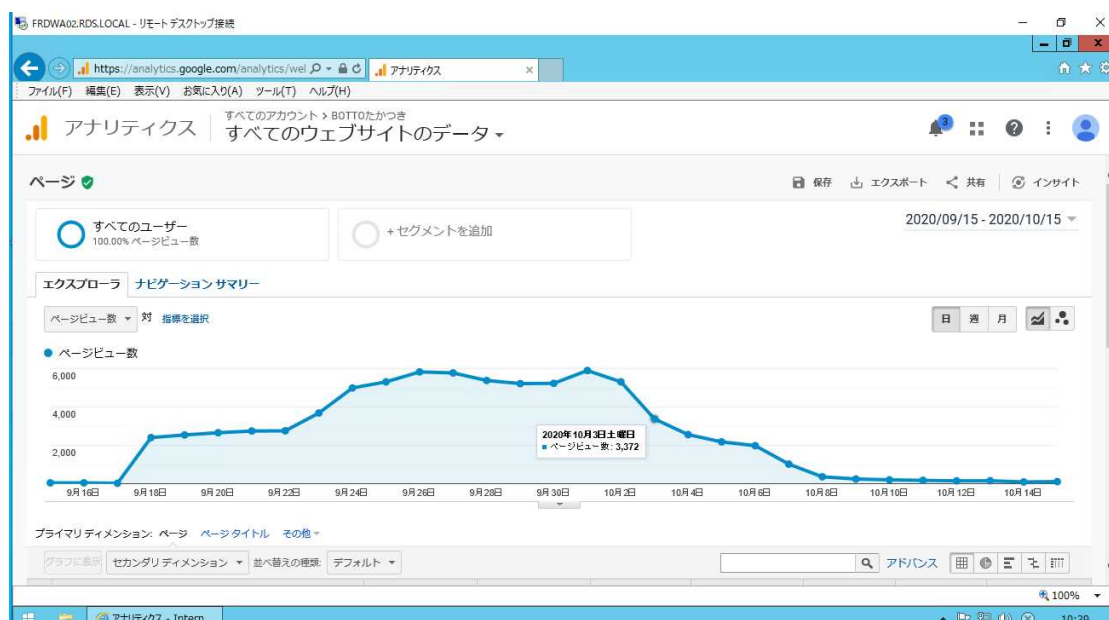 FRDWA02.RDS.LOCAL - リモート デスクトップ接続
https://analytics.google.com/analytics/wel
アナリティクス
ファイル(F) 編集(E) 表示(V) お気に入り(A) ツール(T) ヘルプ(H)
アナリティクス
すべてのアカウント > BOTTOたかつき
すべてのウェブサイトのデータ
3
ページ
保存 エクスポート 共有 インサイト
すべてのユーザー
100.00% ページビュー数
+ セグメントを追加
2020/09/15 - 2020/10/15
エクスプローラ ナビゲーション サマリー
ページビュー数 対 指標を選択
日 週 月
ページビュー数
6,000
4,000
2,000
2020年10月3日土曜日
ページビュー数: 3,372
9月16日 9月18日 9月20日 9月22日 9月24日 9月26日 9月28日 9月30日 10月2日 10月4日 10月6日 10月8日 10月10日 10月12日 10月14日
プライマリ ディメンション: ページ ページ タイトル その他
グラフに表示 セカンダリ ディメンション 並べ替えの種類: デフォルト
アドバンス
100%
アナリティクス - Intern...
10:39